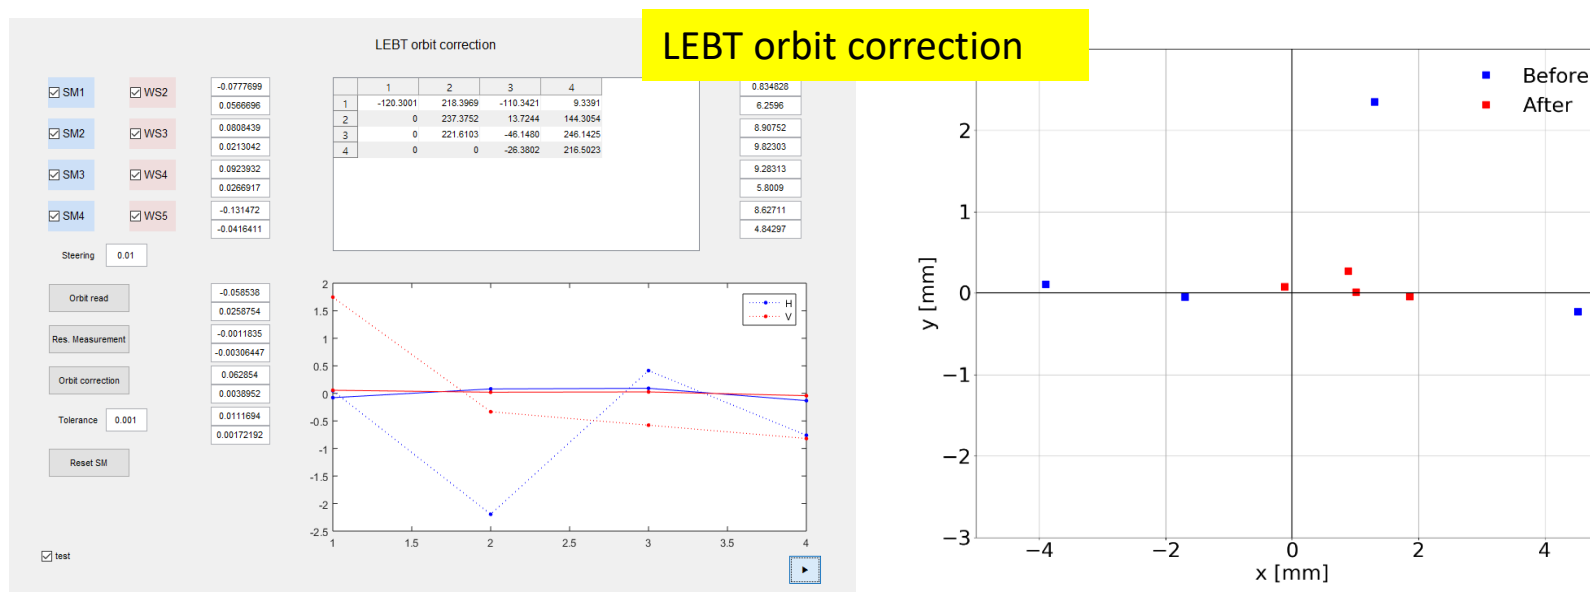 LEBT orbit correction
LEBT orbit correction
SM1 WS2
SM2 WS3
SM3 WS4
SM4 WS5
Steering 0.01
Orbit read
Res. Measurement
Orbit correction
Tolerance 0.001
Reset SM
test
-0.0777699
0.0566696
0.0808439
0.0213042
0.0923932
0.0266917
-0.131472
-0.0416411
-0.058538
0.0258754
-0.0011835
-0.00306447
0.062854
0.0038952
0.0111694
0.00172192
1 2 3 4
1 -120.3001 218.3969 -110.3421 9.3391
2 0 237.3752 13.7244 144.3054
3 0 221.6103 -46.1480 246.1425
4 0 0 -26.3802 216.5023
0.834828
6.2596
8.90752
9.82303
9.28313
5.8009
8.62711
4.84297
2
1.5
1
0.5
0
-0.5
-1
-1.5
-2
-2.5
1 1.5 2 2.5 3 3.5 4
H
V
Before
After
y [mm]
2
1
0
−1
−2
−3
−4 −2 0 2 4
x [mm]